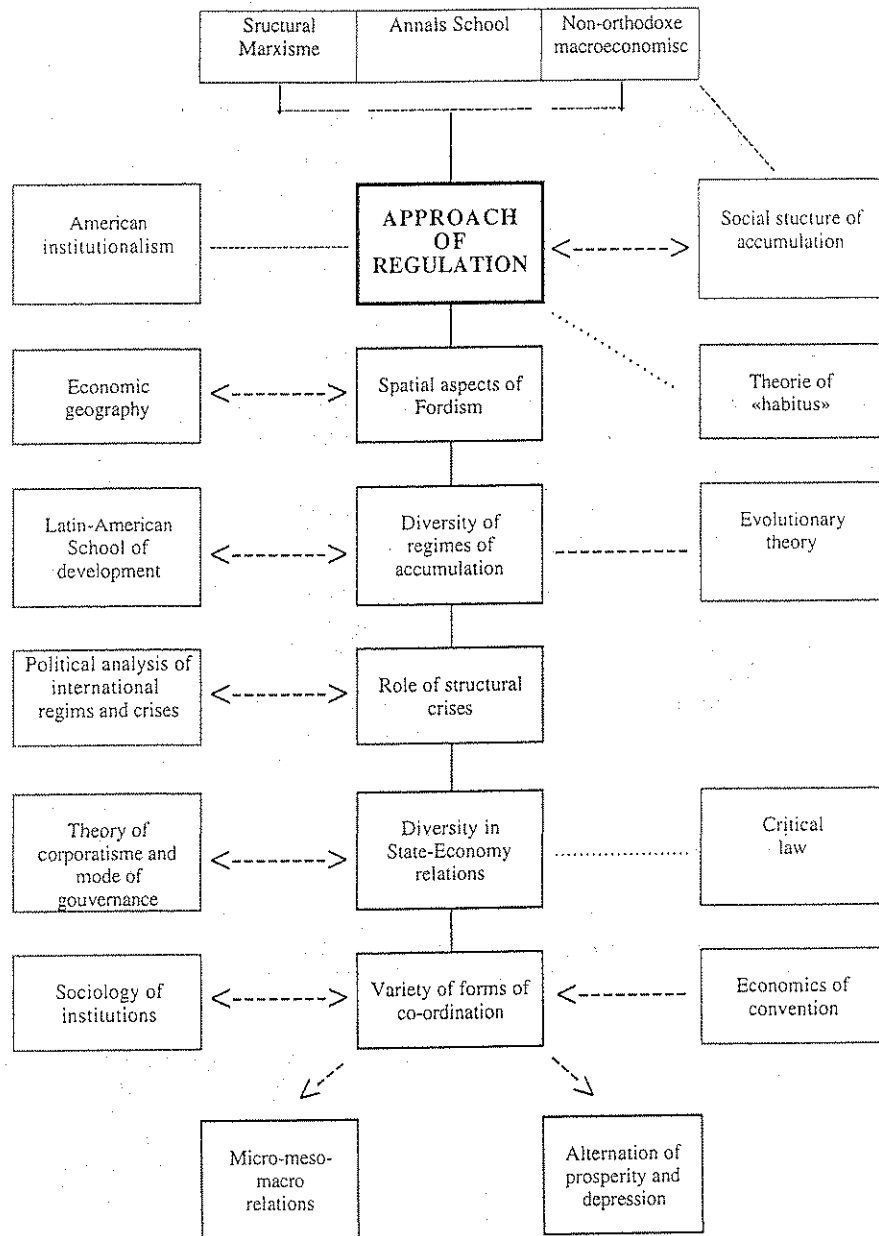 Sructural
Marxisme
Annals School
Non-orthodoxe
macroeconomisc
American
institutionalism
APPROACH
OF
REGULATION
Social stucture of
accumulation
Economic
geography
Spatial aspects of
Fordism
Theorie of
«habitus»
Latin-American
School of
development
Diversity of
regimes of
accumulation
Evolutionary
theory
Political analysis of
international
regims and crises
Role of structural
crises
Theory of
corporatisme and
mode of
gouvernance
Diversity in
State-Economy
relations
Critical
law
Sociology of
institutions
Variety of forms of
co-ordination
Economics of
convention
Micro-meso-
macro
relations
Alternation of
prosperity and
depression